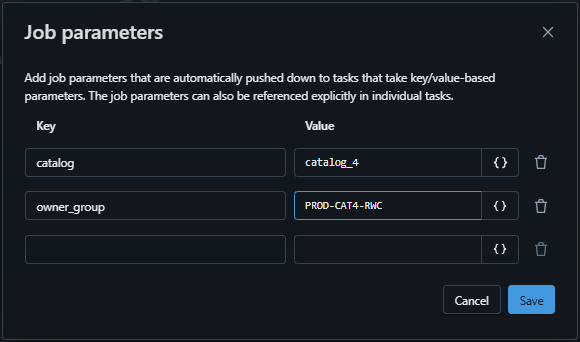 Job parameters
Add job parameters that are automatically pushed down to tasks that take key/value-based
parameters. The job parameters can also be referenced explicitly in individual tasks.
Key Value
catalog catalog_4 {}
owner_group PROD-CAT4-RWC {}
{}
Cancel Save